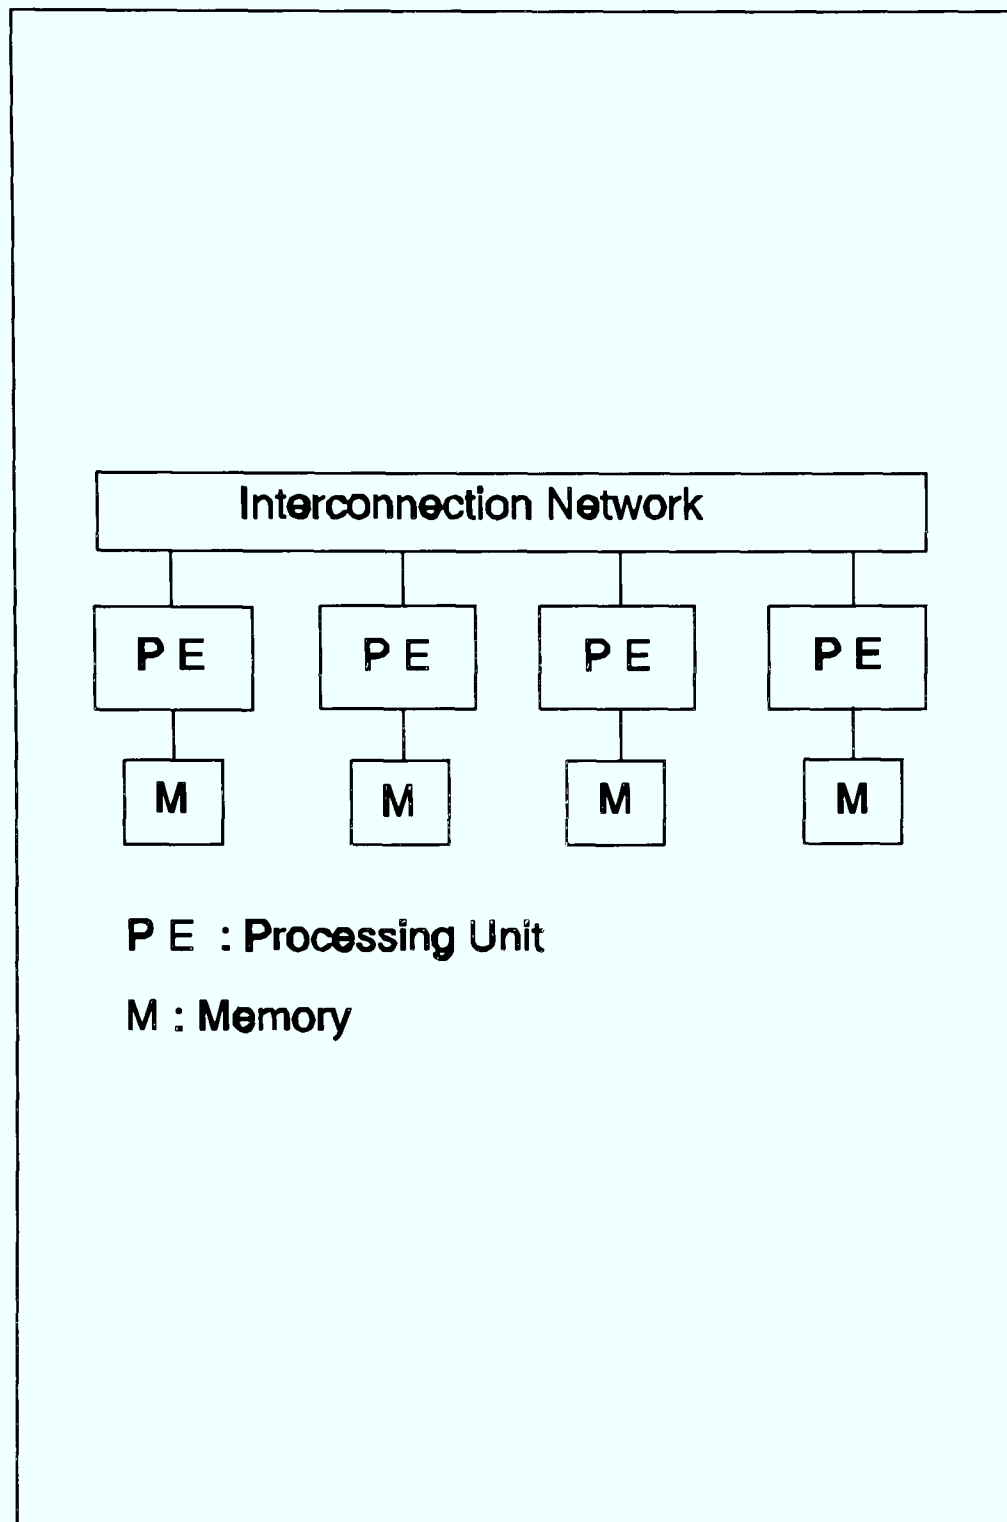 Interconnection Network
P E P E P E P E
M M M M
P E : Processing Unit
M : Memory